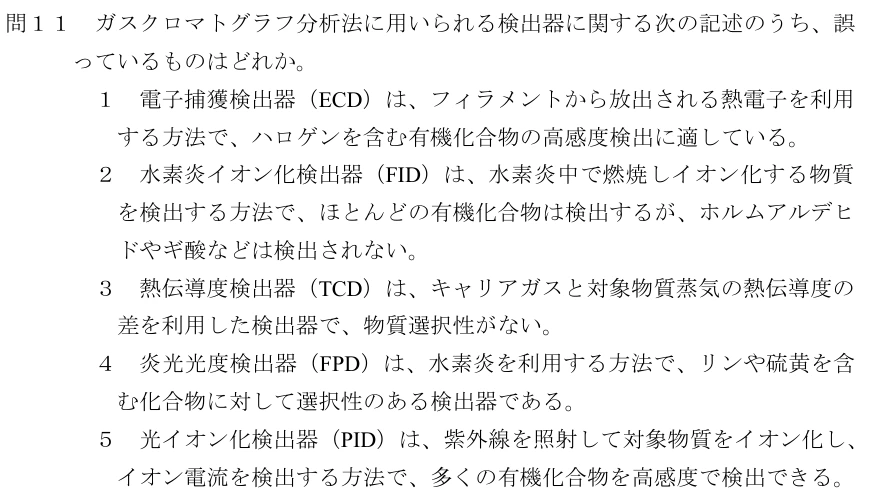 問１１　ガスクロマトグラフ分析法に用いられる検出器に関する次の記述のうち、誤
っているものはどれか。
１　電子捕獲検出器（ECD）は、フィラメントから放出される熱電子を利用
する方法で、ハロゲンを含む有機化合物の高感度検出に適している。
２　水素炎イオン化検出器（FID）は、水素炎中で燃焼しイオン化する物質
を検出する方法で、ほとんどの有機化合物は検出するが、ホルムアルデヒ
ドやギ酸などは検出されない。
３　熱伝導度検出器（TCD）は、キャリアガスと対象物質蒸気の熱伝導度の
差を利用した検出器で、物質選択性がない。
４　炎光光度検出器（FPD）は、水素炎を利用する方法で、リンや硫黄を含
む化合物に対して選択性のある検出器である。
５　光イオン化検出器（PID）は、紫外線を照射して対象物質をイオン化し、
イオン電流を検出する方法で、多くの有機化合物を高感度で検出できる。